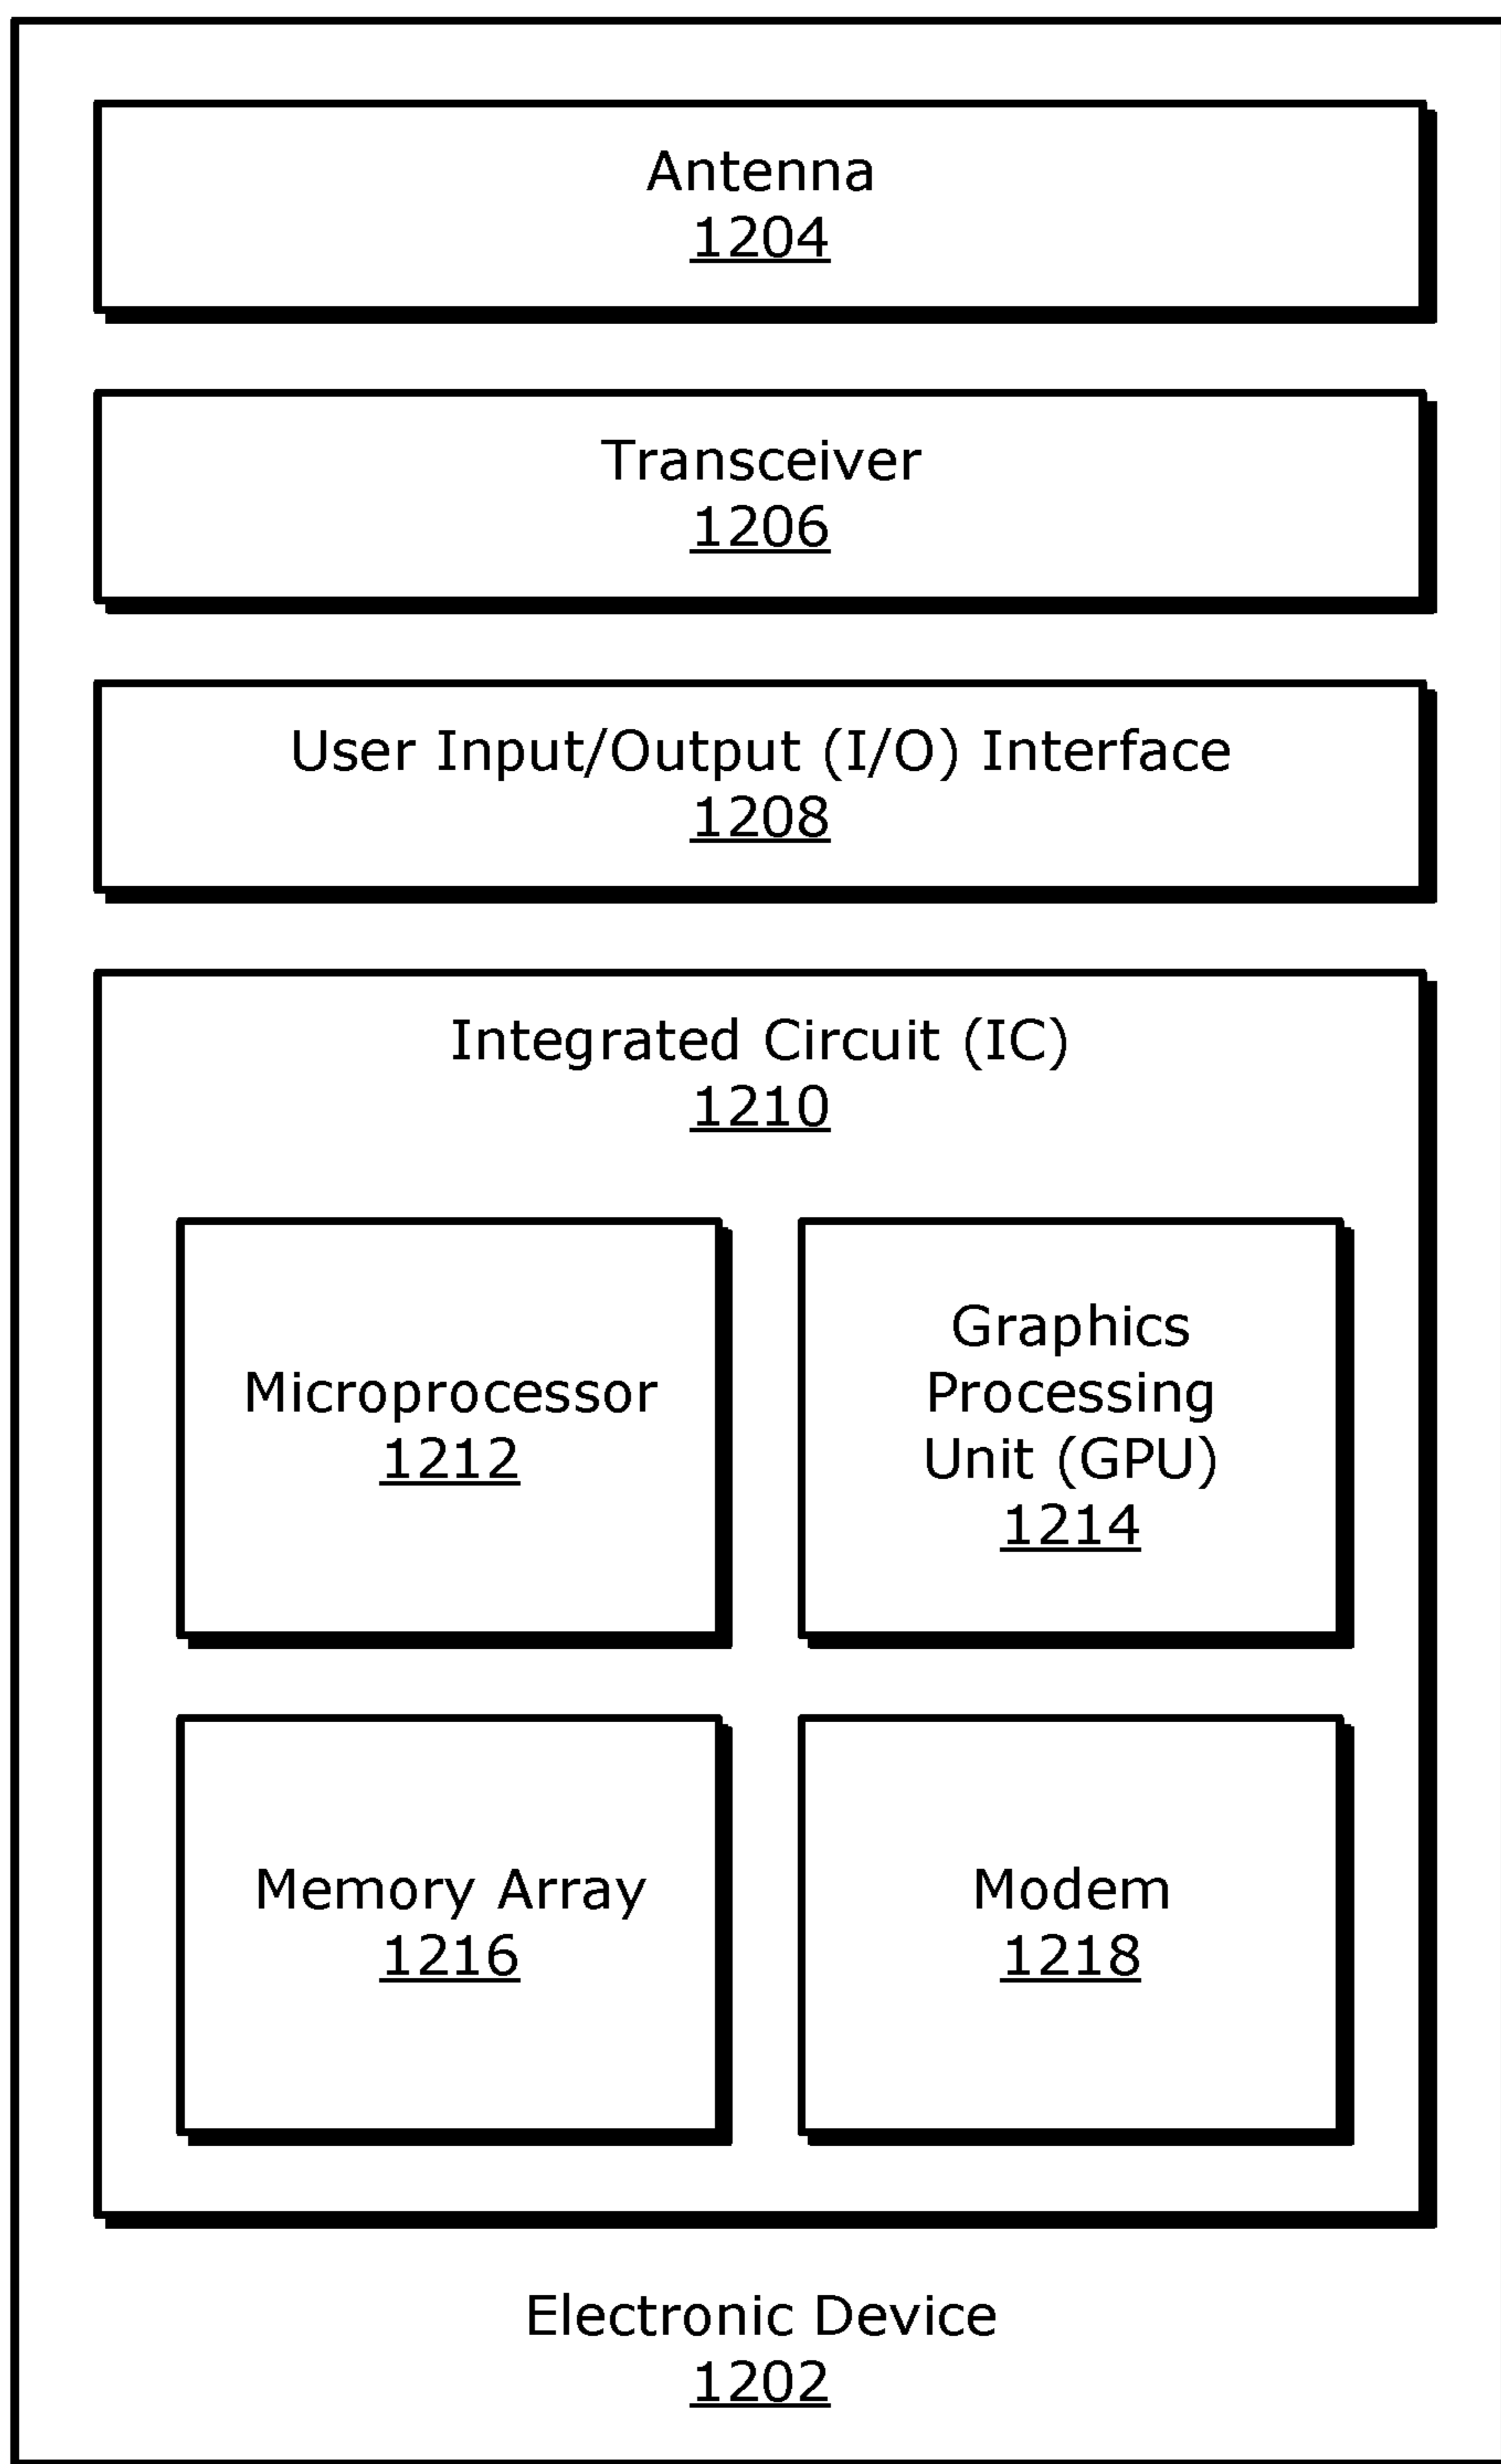 Antenna
1204
Transceiver
1206
User Input/Output (I/O) Interface
1208
Integrated Circuit (IC)
1210
Microprocessor
1212
Graphics
Processing
Unit (GPU)
1214
Memory Array
1216
Modem
1218
Electronic Device
1202